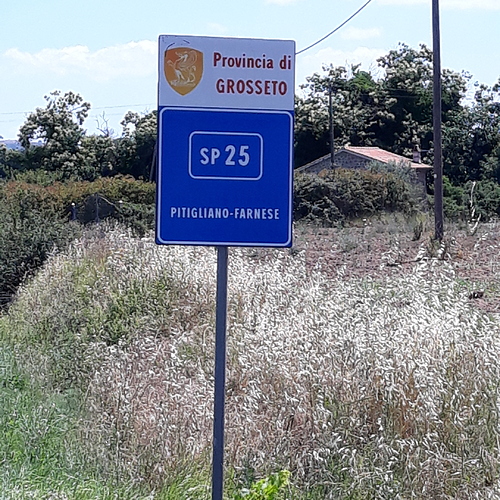 Provincia di
GROSSETO
SP 25
PITIGLIANO-FARNESE